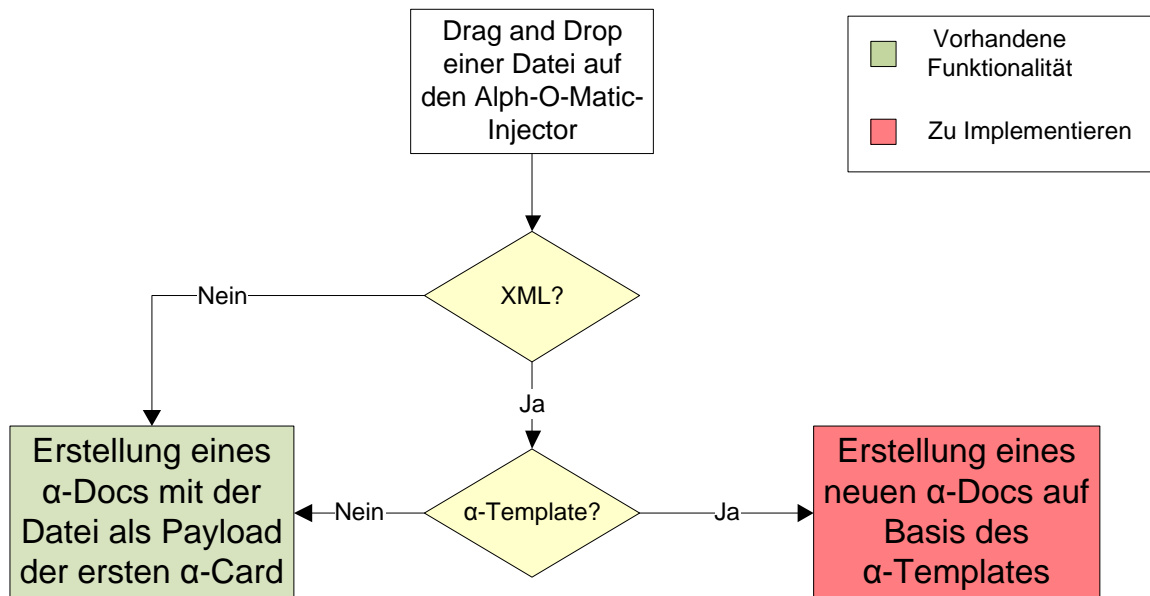 Drag and Drop
einer Datei auf
den Alph-O-Matic-
Injector
Vorhandene
Funktionalität
Zu Implementieren
XML?
Nein
Ja
Erstellung eines
α-Docs mit der
Datei als Payload
der ersten α-Card
Nein
α-Template?
Ja
Erstellung eines
neuen α-Docs auf
Basis des
α-Templates